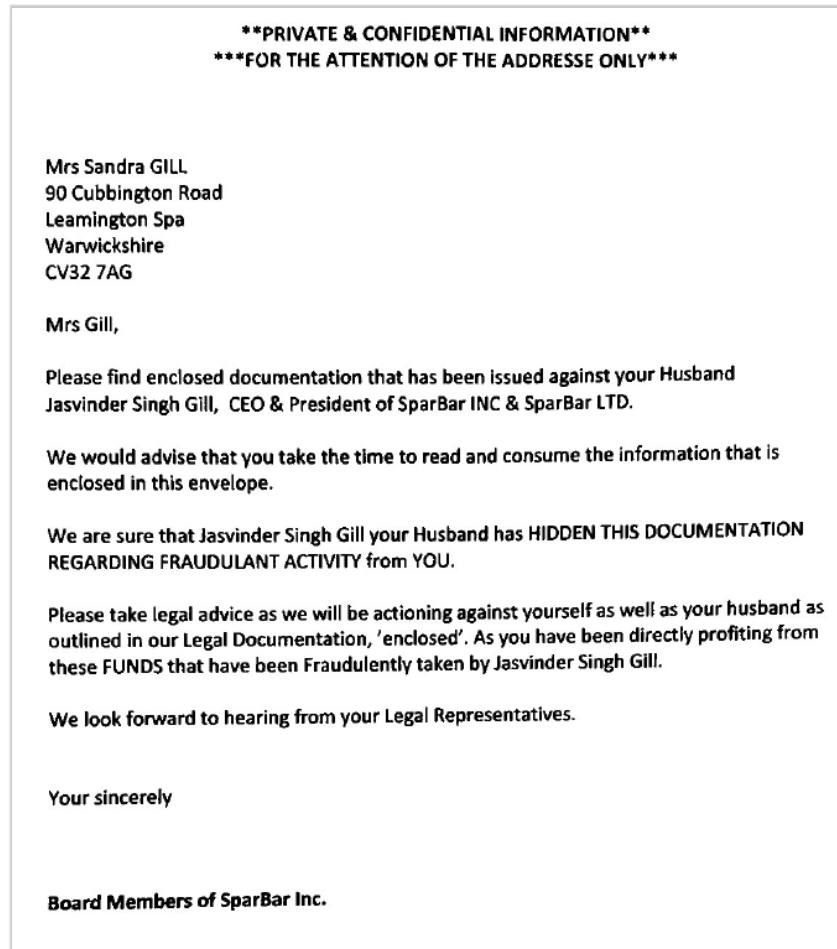 **PRIVATE & CONFIDENTIAL INFORMATION**
***FOR THE ATTENTION OF THE ADDRESSE ONLY***
Mrs Sandra GILL
90 Cubbington Road
Leamington Spa
Warwickshire
CV32 7AG
Mrs Gill,
Please find enclosed documentation that has been issued against your Husband
Jasvinder Singh Gill, CEO & President of SparBar INC & SparBar LTD.
We would advise that you take the time to read and consume the information that is
enclosed in this envelope.
We are sure that Jasvinder Singh Gill your Husband has HIDDEN THIS DOCUMENTATION
REGARDING FRAUDULANT ACTIVITY from YOU.
Please take legal advice as we will be actioning against yourself as well as your husband as
outlined in our Legal Documentation, 'enclosed'. As you have been directly profiting from
these FUNDS that have been Fraudulently taken by Jasvinder Singh Gill.
We look forward to hearing from your Legal Representatives.
Your sincerely
Board Members of SparBar Inc.